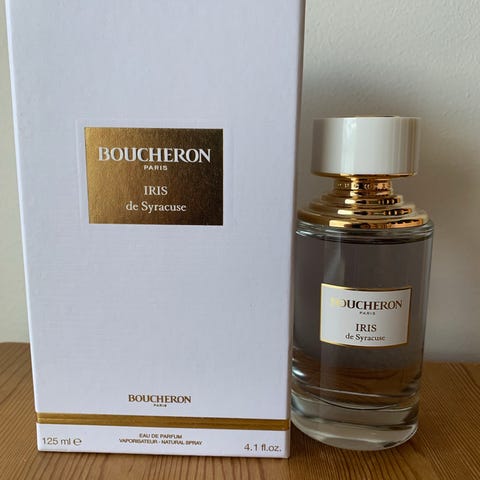 BOUCHERON
PARIS
IRIS
de Syracuse
BOUCHERON
PARIS
125 ml ℮
EAU DE PARFUM
VAPORISATEUR - NATURAL SPRAY
4.1 fl.oz.
BOUCHERON
PARIS
IRIS
de Syracuse